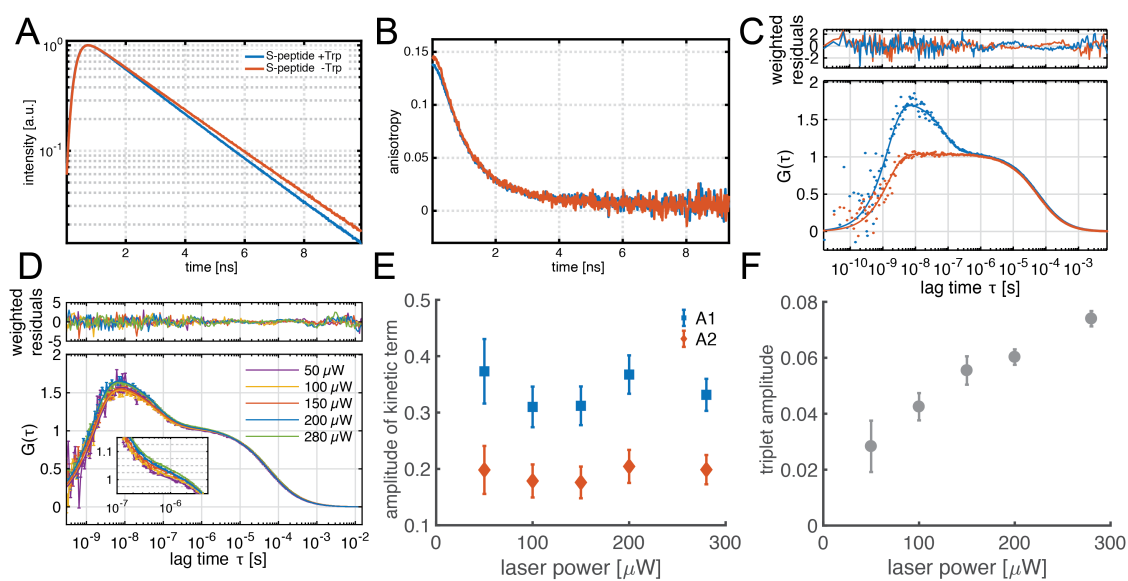 A
intensity [a.u.]
10⁰
10⁻¹
S-peptide +Trp
S-peptide -Trp
2 4 6 8
time [ns]
B
anisotropy
0.15
0.1
0.05
0
2 4 6 8
time [ns]
C
weighted
residuals
2
0
-2
G(τ)
1.5
1
0.5
0
10⁻¹⁰ 10⁻⁹ 10⁻⁸ 10⁻⁷ 10⁻⁶ 10⁻⁵ 10⁻⁴ 10⁻³
lag time τ [s]
D
weighted
residuals
5
0
-5
G(τ)
2
1.5
1
0.5
0
50 μW
100 μW
150 μW
200 μW
280 μW
1.1
1
10⁻⁷ 10⁻⁶
10⁻⁹ 10⁻⁸ 10⁻⁷ 10⁻⁶ 10⁻⁵ 10⁻⁴ 10⁻³ 10⁻²
lag time τ [s]
E
amplitude of kinetic term
0.5
0.4
0.3
0.2
0.1
A1
A2
0 100 200 300
laser power [μW]
F
triplet amplitude
0.08
0.06
0.04
0.02
0
0 100 200 300
laser power [μW]